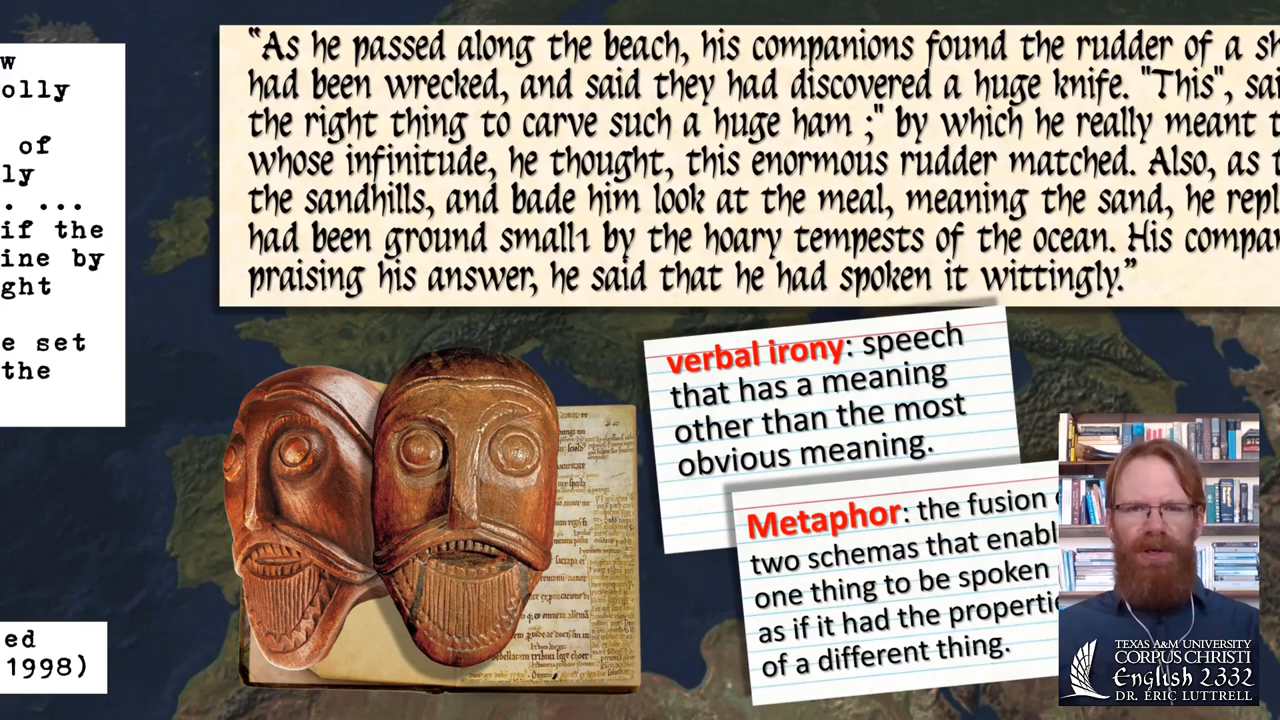 w
olly
of
ly
. ...
if the
ine by
ght
e set
the
ed
1998)
“As he passed along the beach, his companions found the rudder of a sh
had been wrecked, and said they had discovered a huge knife. "This", sai
the right thing to carve such a huge ham ;" by which he really meant t
whose infinitude, he thought, this enormous rudder matched. Also, as t
the sandhills, and bade him look at the meal, meaning the sand, he repl
had been ground small1 by the hoary tempests of the ocean. His compan
praising his answer, he said that he had spoken it wittingly.”
verbal irony: speech
that has a meaning
other than the most
obvious meaning.
Metaphor: the fusion
two schemas that enabl
one thing to be spoken
as if it had the properti
of a different thing.
TEXAS A&M UNIVERSITY
CORPUS CHRISTI
English 2332
DR. ERIC LUTTRELL